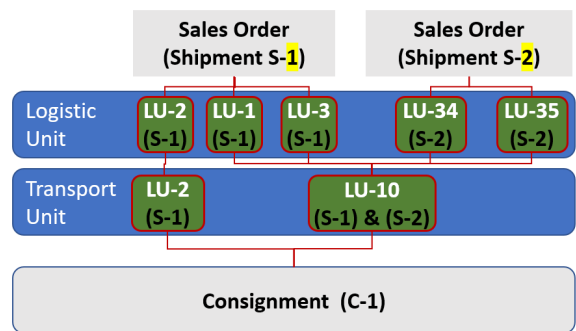 Sales Order
(Shipment S-1)
Sales Order
(Shipment S-2)
Logistic
Unit
LU-2
(S-1)
LU-1
(S-1)
LU-3
(S-1)
LU-34
(S-2)
LU-35
(S-2)
Transport
Unit
LU-2
(S-1)
LU-10
(S-1) & (S-2)
Consignment (C-1)